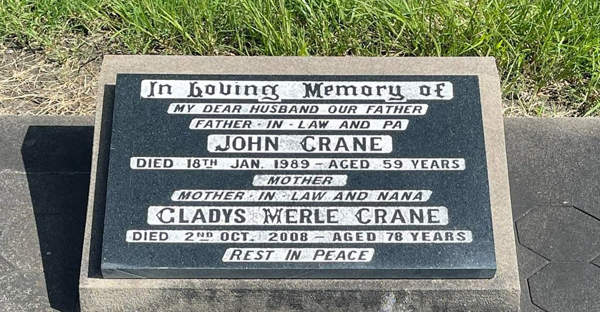 In Loving Memory of
MY DEAR HUSBAND OUR FATHER
FATHER-IN-LAW AND PA
JOHN CRANE
DIED 18TH JAN. 1989 - AGED 59 YEARS
MOTHER
MOTHER-IN-LAW AND NANA
GLADYS MERLE CRANE
DIED 2ND OCT. 2008 - AGED 78 YEARS
REST IN PEACE